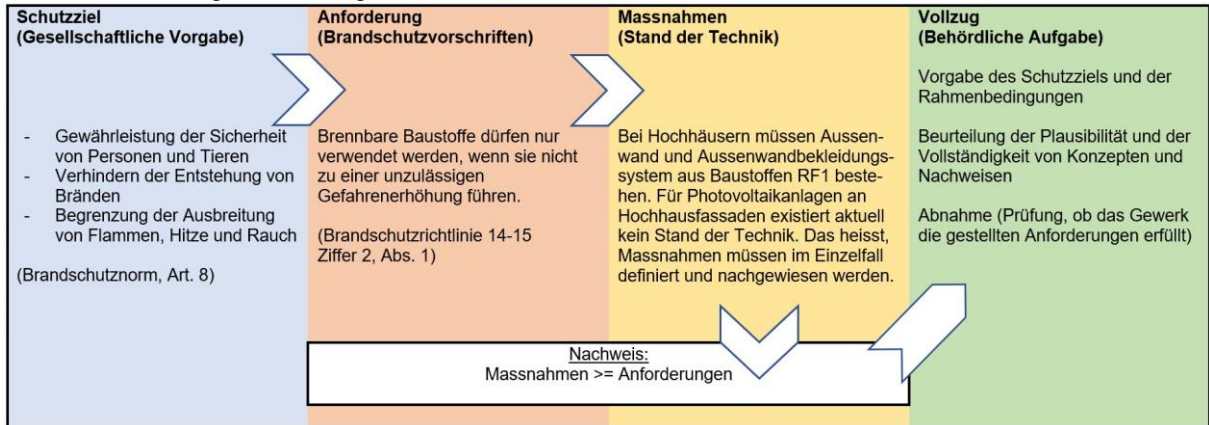 Schutzziel
(Gesellschaftliche Vorgabe)
- Gewährleistung der Sicherheit
von Personen und Tieren
- Verhindern der Entstehung von
Bränden
- Begrenzung der Ausbreitung
von Flammen, Hitze und Rauch
(Brandschutznorm, Art. 8)
Anforderung
(Brandschutzvorschriften)
Brennbare Baustoffe dürfen nur
verwendet werden, wenn sie nicht
zu einer unzulässigen
Gefahrenerhöhung führen.
(Brandschutzrichtlinie 14-15
Ziffer 2, Abs. 1)
Massnahmen
(Stand der Technik)
Bei Hochhäusern müssen Aussen-
wand und Aussenwandbekleidungs-
system aus Baustoffen RF1 beste-
hen. Für Photovoltaikanlagen an
Hochhausfassaden existiert aktuell
kein Stand der Technik. Das heisst,
Massnahmen müssen im Einzelfall
definiert und nachgewiesen werden.
Vollzug
(Behördliche Aufgabe)
Vorgabe des Schutzziels und der
Rahmenbedingungen
Beurteilung der Plausibilität und der
Vollständigkeit von Konzepten und
Nachweisen
Abnahme (Prüfung, ob das Gewerk
die gestellten Anforderungen erfüllt)
Nachweis:
Massnahmen >= Anforderungen